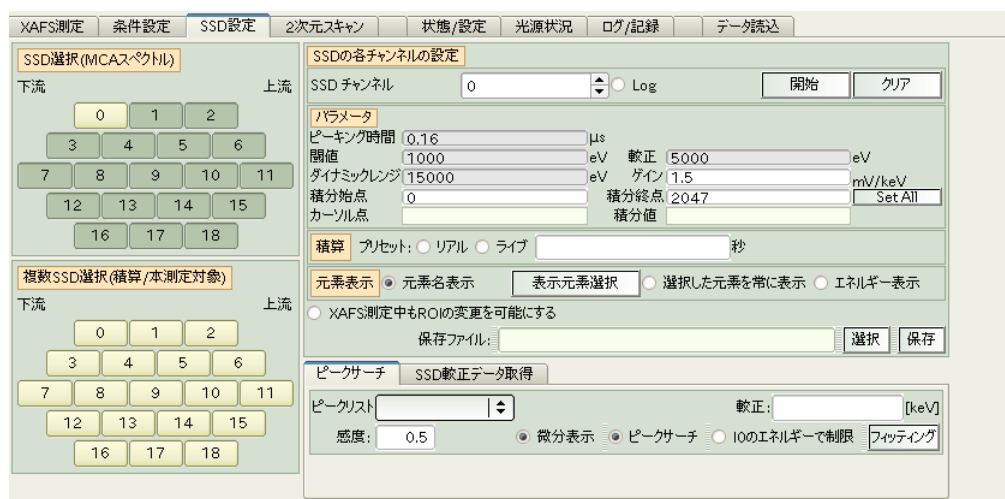 XAFS測定 条件設定 SSD設定 2次元スキャン 状態/設定 光源状況 ログ/記録 データ読込
SSD選択(MCAスペクトル)
下流 上流
0 1 2
3 4 5 6
7 8 9 10 11
12 13 14 15
16 17 18
複数SSD選択(積算/本測定対象)
下流 上流
0 1 2
3 4 5 6
7 8 9 10 11
12 13 14 15
16 17 18
SSDの各チャンネルの設定
SSD チャンネル 0 Log 開始 クリア
パラメータ
ピーキング時間 0.16 µs
閾値 1000 eV 較正 5000 eV
ダイナミックレンジ 15000 eV ゲイン 1.5 mV/keV
積分始点 0 積分終点 2047 Set All
カーソル点 積分値
積算 プリセット: リアル ライブ 秒
元素表示 元素名表示 表示元素選択 選択した元素を常に表示 エネルギー表示
XAFS測定中もROIの変更を可能にする
保存ファイル: 選択 保存
ピークサーチ SSD較正データ取得
ピークリスト 較正: [keV]
感度: 0.5 微分表示 ピークサーチ I0のエネルギーで制限 フィッティング